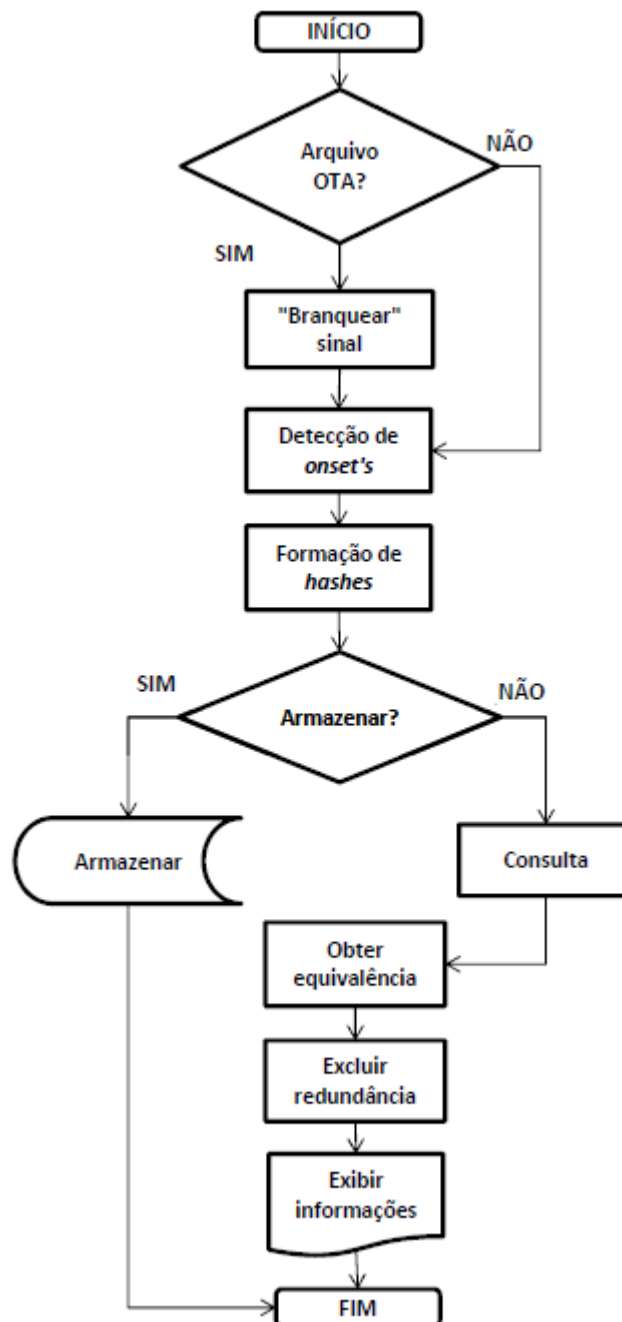 INÍCIO
Arquivo
OTA?
NÃO
SIM
"Branquear"
sinal
Detecção de
onset's
Formação de
hashes
SIM
NÃO
Armazenar?
Armazenar
Consulta
Obter
equivalência
Excluir
redundância
Exibir
informações
FIM